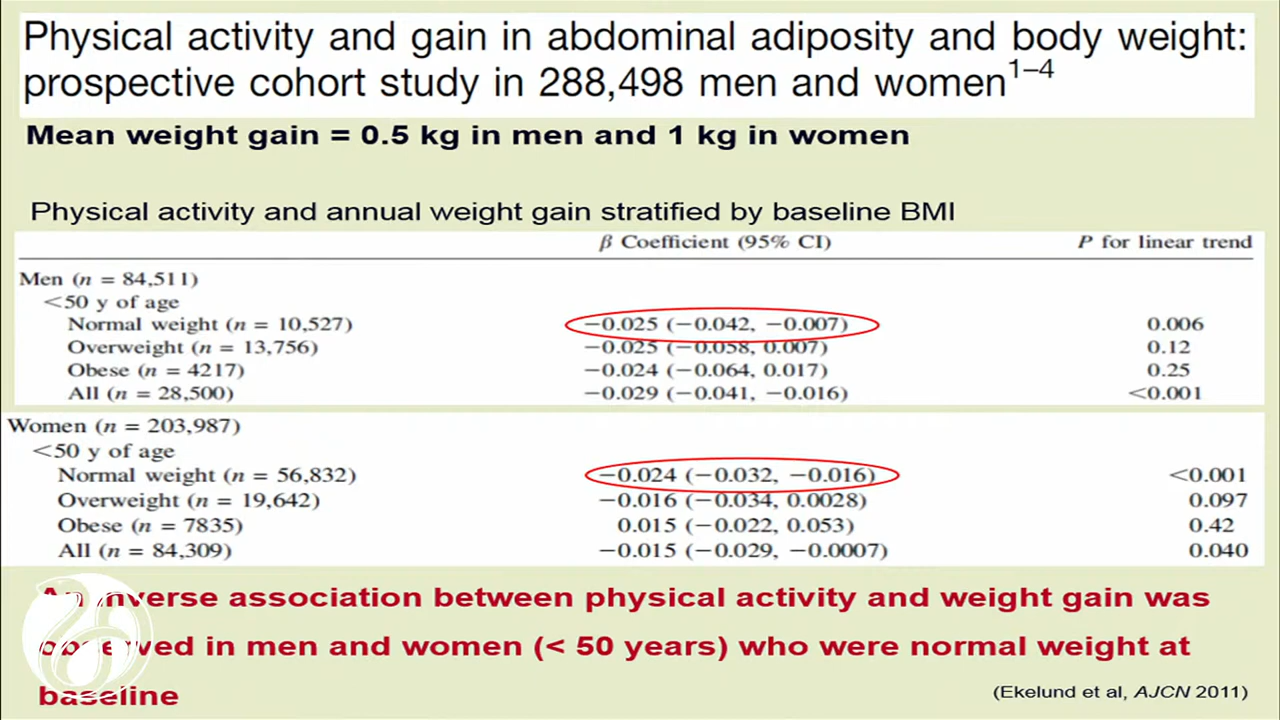 Physical activity and gain in abdominal adiposity and body weight:
prospective cohort study in 288,498 men and women1–4
Mean weight gain = 0.5 kg in men and 1 kg in women
Physical activity and annual weight gain stratified by baseline BMI
β Coefficient (95% CI) P for linear trend
Men (n = 84,511)
<50 y of age
Normal weight (n = 10,527) −0.025 (−0.042, −0.007) 0.006
Overweight (n = 13,756) −0.025 (−0.058, 0.007) 0.12
Obese (n = 4217) −0.024 (−0.064, 0.017) 0.25
All (n = 28,500) −0.029 (−0.041, −0.016) <0.001
Women (n = 203,987)
<50 y of age
Normal weight (n = 56,832) −0.024 (−0.032, −0.016) <0.001
Overweight (n = 19,642) −0.016 (−0.034, 0.0028) 0.097
Obese (n = 7835) 0.015 (−0.022, 0.053) 0.42
All (n = 84,309) −0.015 (−0.029, −0.0007) 0.040
An inverse association between physical activity and weight gain was
observed in men and women (< 50 years) who were normal weight at
baseline
(Ekelund et al, AJCN 2011)